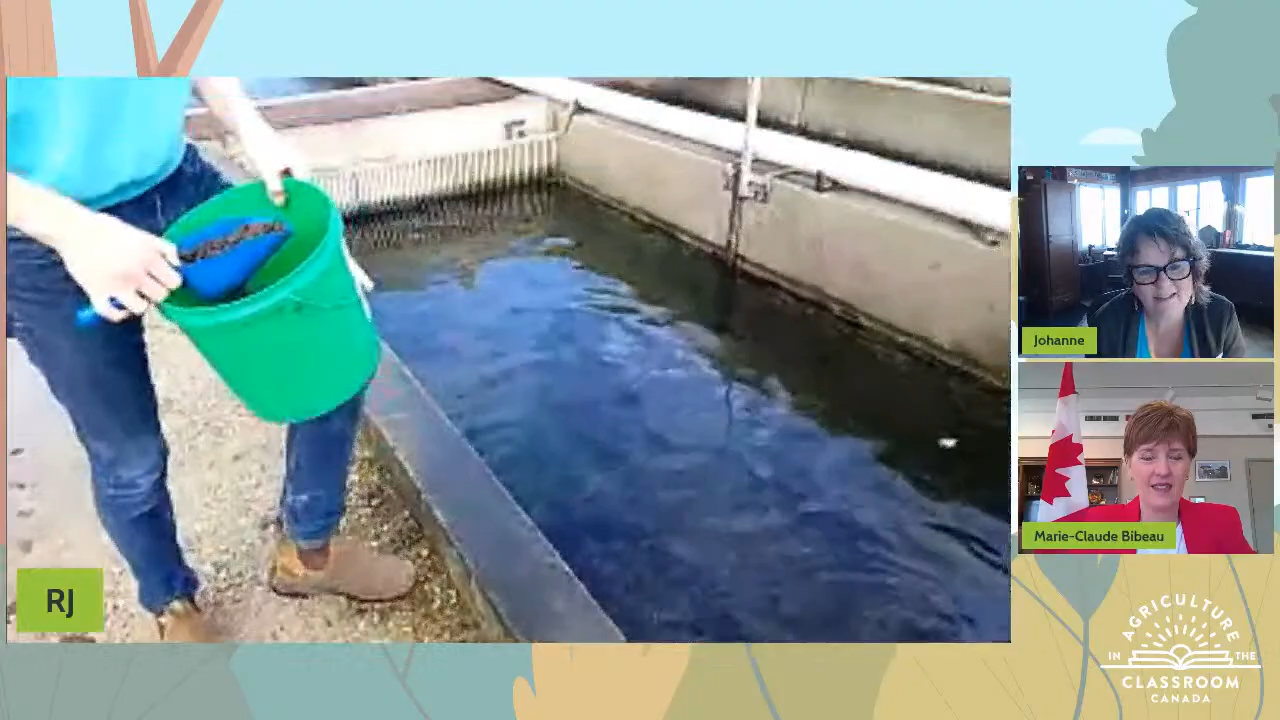 Johanne
Marie-Claude Bibeau
RJ
AGRICULTURE
IN THE
CLASSROOM
CANADA